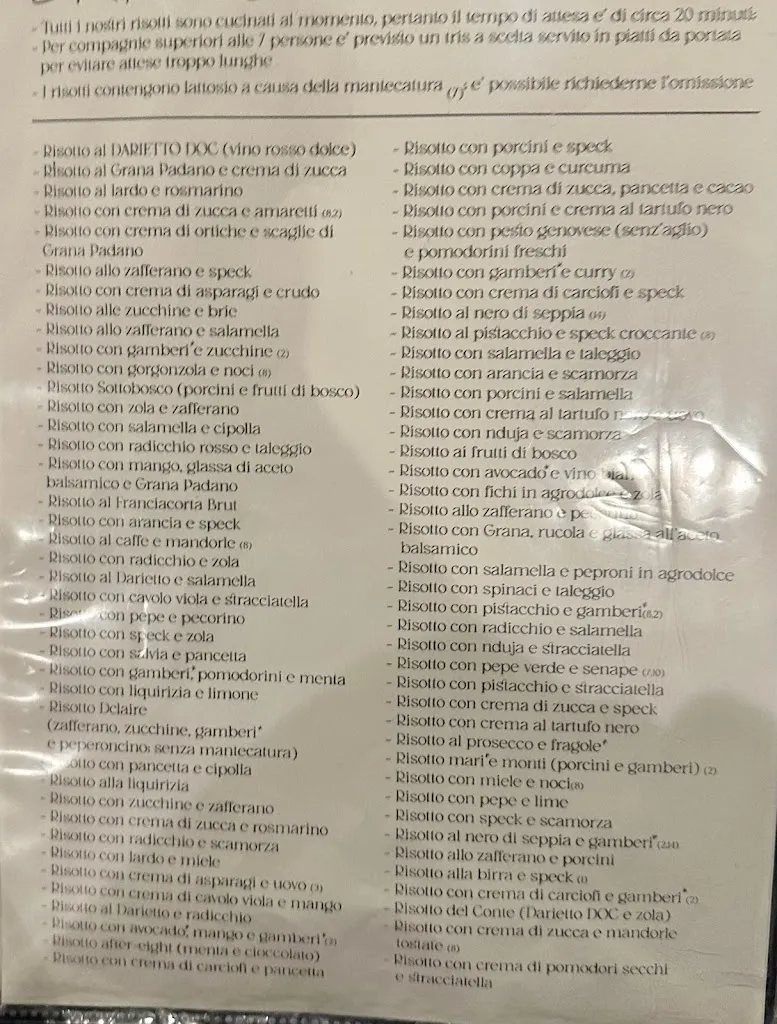 - Tutti i nostri risotti sono cucinati al momento, pertanto il tempo di attesa e' di circa 20 minuti;
- Per compagnie superiori alle 7 persone e' previsto un tris a scelta servito in piatti da portata
per evitare attese troppo lunghe
- I risotti contengono lattosio a causa della mantecatura (7); e' possibile richiederne l'omissione
- Risotto al DARIETTO DOC (vino rosso dolce)
- Risotto al Grana Padano e crema di zucca
- Risotto al lardo e rosmarino
- Risotto con crema di zucca e amaretti (8,2)
- Risotto con crema di ortiche e scaglie di
Grana Padano
- Risotto allo zafferano e speck
- Risotto con crema di asparagi e crudo
- Risotto alle zucchine e brie
- Risotto allo zafferano e salamella
- Risotto con gamberi*e zucchine (2)
- Risotto con gorgonzola e noci (8)
- Risotto Sottobosco (porcini e frutti di bosco)
- Risotto con zola e zafferano
- Risotto con salamella e cipolla
- Risotto con radicchio rosso e taleggio
- Risotto con mango, glassa di aceto
balsamico e Grana Padano
- Risotto al Franciacorta Brut
- Risotto con arancia e speck
- Risotto al caffe e mandorle (8)
- Risotto con radicchio e zola
- Risotto al Darietto e salamella
- Risotto con cavolo viola e stracciatella
- Risotto con pepe e pecorino
- Risotto con speck e zola
- Risotto con salvia e pancetta
- Risotto con gamberi*, pomodorini e menta
- Risotto con liquirizia e limone
- Risotto Dclaire
(zafferano, zucchine, gamberi*
e peperoncino; senza mantecatura)
- Risotto con pancetta e cipolla
- Risotto alla liquirizia
- Risotto con zucchine e zafferano
- Risotto con crema di zucca e rosmarino
- Risotto con radicchio e scamorza
- Risotto con lardo e miele
- Risotto con crema di asparagi e uovo (3)
- Risotto con crema di cavolo viola e mango
- Risotto al Darietto e radicchio
- Risotto con avocado*, mango e gamberi*(2)
- Risotto after-eight (menta e cioccolato)
- Risotto con crema di carciofi e pancetta
- Risotto con porcini e speck
- Risotto con coppa e curcuma
- Risotto con crema di zucca, pancetta e cacao
- Risotto con porcini e crema al tartufo nero
- Risotto con pesto genovese (senz'aglio)
e pomodorini freschi
- Risotto con gamberi*e curry (2)
- Risotto con crema di carciofi e speck
- Risotto al nero di seppia (14)
- Risotto al pistacchio e speck croccante (8)
- Risotto con salamella e taleggio
- Risotto con arancia e scamorza
- Risotto con porcini e salamella
- Risotto con crema al tartufo
- Risotto con nduja e scamorza
- Risotto ai frutti di bosco
- Risotto con avocado*e vino
- Risotto con fichi in agrodolce e zola
- Risotto allo zafferano e
- Risotto con Grana, rucola e glassa all'aceto
balsamico
- Risotto con salamella e peproni in agrodolce
- Risotto con spinaci e taleggio
- Risotto con pistacchio e gamberi*(8,2)
- Risotto con radicchio e salamella
- Risotto con nduja e stracciatella
- Risotto con pepe verde e senape (7,10)
- Risotto con pistacchio e stracciatella
- Risotto con crema di zucca e speck
- Risotto con crema al tartufo nero
- Risotto al prosecco e fragole*
- Risotto mari*e monti (porcini e gamberi) (2)
- Risotto con miele e noci(8)
- Risotto con pepe e lime
- Risotto con speck e scamorza
- Risotto al nero di seppia e gamberi*(2,14)
- Risotto allo zafferano e porcini
- Risotto alla birra e speck (1)
- Risotto con crema di carciofi e gamberi*(2)
- Risotto del Conte (Darietto DOC e zola)
- Risotto con crema di zucca e mandorle
tostate (8)
- Risotto con crema di pomodori secchi
e stracciatella